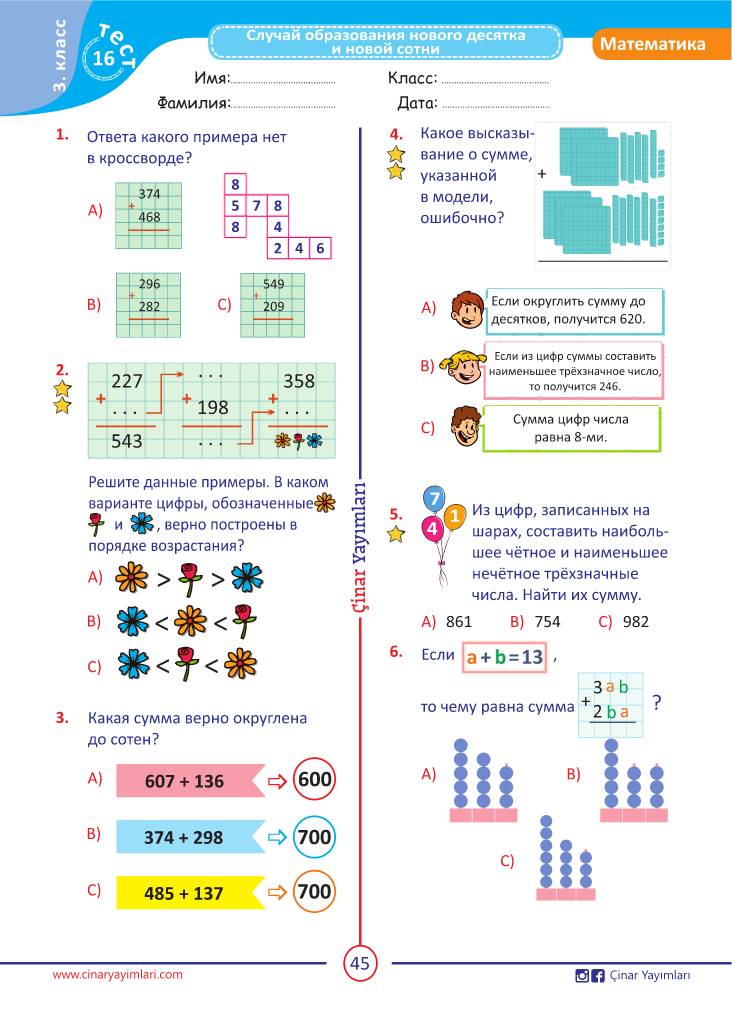 3. класс
тест
16
Случай образования нового десятка
и новой сотни
Математика
Имя:
Класс:
Фамилия:
Дата:
1. Ответа какого примера нет
в кроссворде?
A) 374
+
468
8
5 7 8
8 4
2 4 6
B) 296
+
282
C) 549
+
209
2.
227
+
...
543
...
+
198
...
358
+
...
Решите данные примеры. В каком
варианте цифры, обозначенные
и , верно построены в
порядке возрастания?
A) > >
B) < <
C) < <
3. Какая сумма верно округлена
до сотен?
A) 607 + 136 600
B) 374 + 298 700
C) 485 + 137 700
Çinar Yayımları
4. Какое высказы-
вание о сумме,
указанной
в модели,
ошибочно?
+
A) Если округлить сумму до
десятков, получится 620.
B) Если из цифр суммы составить
наименьшее трёхзначное число,
то получится 246.
C) Сумма цифр числа
равна 8-ми.
5.
7
1
4
Из цифр, записанных на
шарах, составить наиболь-
шее чётное и наименьшее
нечётное трёхзначные
числа. Найти их сумму.
A) 861 B) 754 C) 982
6. Если a + b = 13 ,
то чему равна сумма
3 a b
+
2 b a
?
A)
B)
C)
www.cinaryayimlari.com
45
Çinar Yayımları